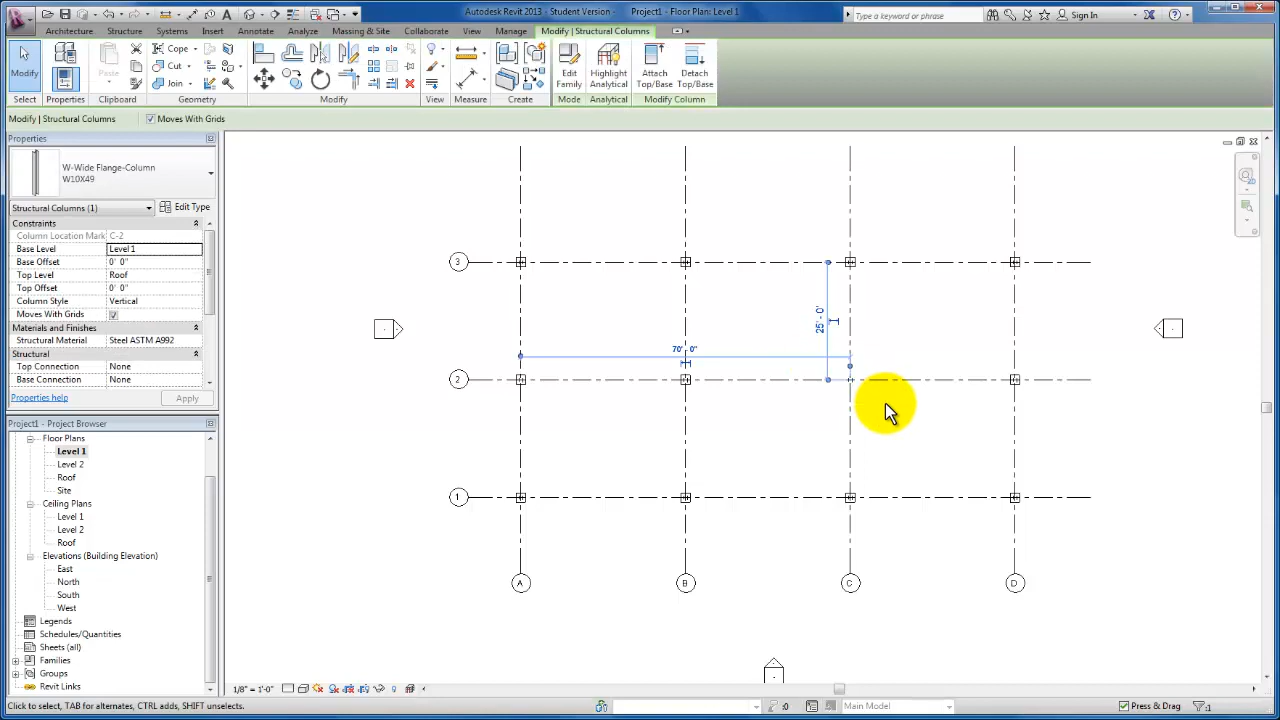 Autodesk Revit 2013 - Student Version - Project1 - Floor Plan: Level 1
Type a keyword or phrase
Sign In
Architecture Structure Systems Insert Annotate Analyze Massing & Site Collaborate View Manage Modify | Structural Columns
Modify
Paste
Cope
Cut
Join
Edit Family
Highlight Analytical
Attach Top/Base
Detach Top/Base
Select Properties Clipboard Geometry Modify View Measure Create Mode Analytical Modify Column
Modify | Structural Columns
Moves With Grids
Properties
W-Wide Flange-Column
W10X49
Structural Columns (1)
Edit Type
Constraints
Column Location Mark C-2
Base Level Level 1
Base Offset 0' 0"
Top Level Roof
Top Offset 0' 0"
Column Style Vertical
Moves With Grids
Materials and Finishes
Structural Material Steel ASTM A992
Structural
Top Connection None
Base Connection None
Properties help
Apply
Project1 - Project Browser
Floor Plans
Level 1
Level 2
Roof
Site
Ceiling Plans
Level 1
Level 2
Roof
Elevations (Building Elevation)
East
North
South
West
Legends
Schedules/Quantities
Sheets (all)
Families
Groups
Revit Links
3
25' - 0"
70' - 0"
2
1
A B C D
1/8" = 1'-0"
Click to select, TAB for alternates, CTRL adds, SHIFT unselects.
:0
Main Model
Press & Drag
:1